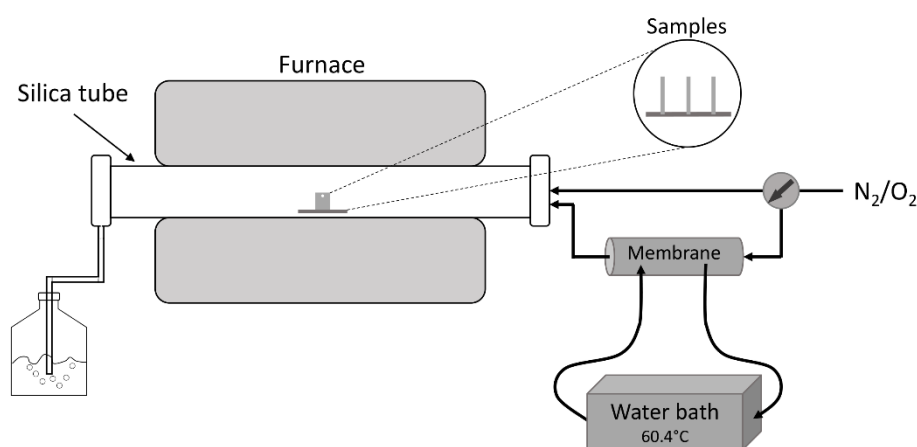 Samples
Furnace
Silica tube
N₂/O₂
Membrane
Water bath
60.4°C